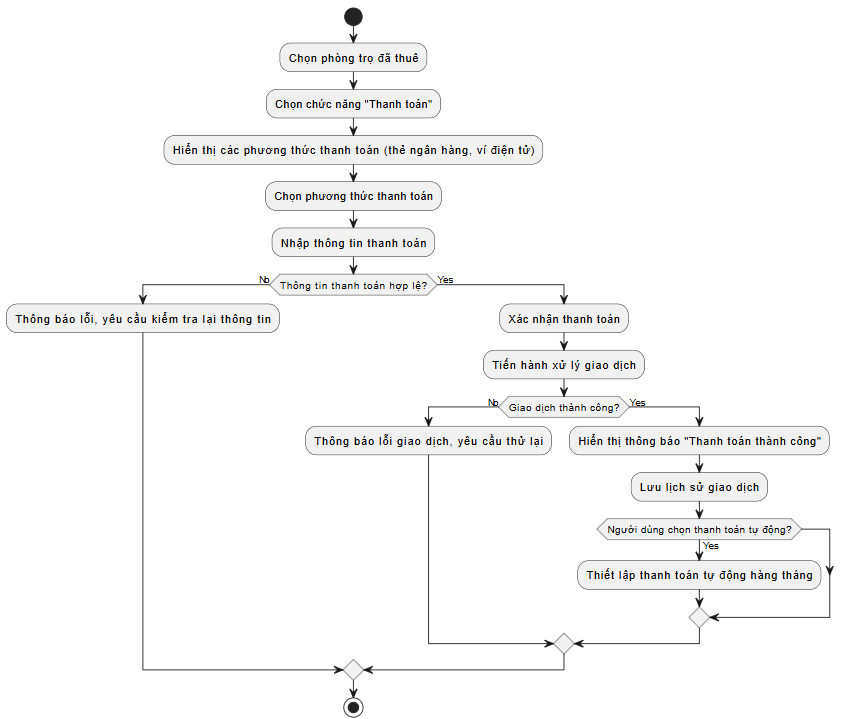 Chọn phòng trọ đã thuê
Chọn chức năng "Thanh toán"
Hiển thị các phương thức thanh toán (thẻ ngân hàng, ví điện tử)
Chọn phương thức thanh toán
Nhập thông tin thanh toán
No
Thông tin thanh toán hợp lệ?
Yes
Thông báo lỗi, yêu cầu kiểm tra lại thông tin
Xác nhận thanh toán
Tiến hành xử lý giao dịch
No
Giao dịch thành công?
Yes
Thông báo lỗi giao dịch, yêu cầu thử lại
Hiển thị thông báo "Thanh toán thành công"
Lưu lịch sử giao dịch
Người dùng chọn thanh toán tự động?
Yes
Thiết lập thanh toán tự động hàng tháng